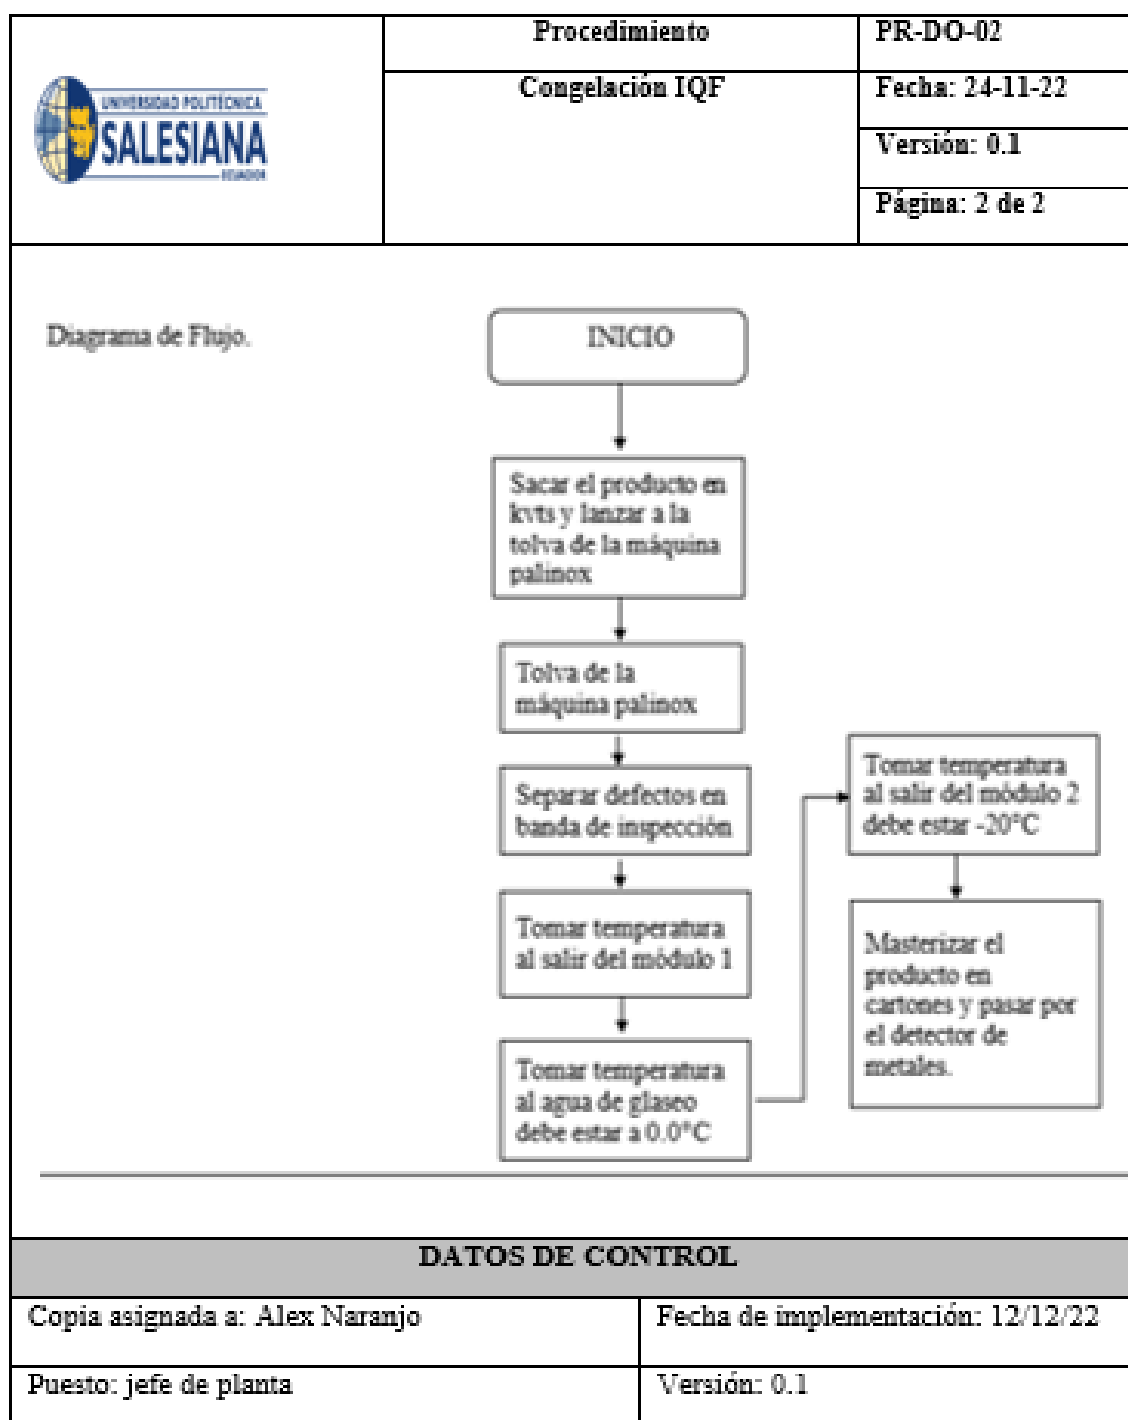 UNIVERSIDAD POLITÉCNICA
SALESIANA
ECUADOR
Procedimiento
Congelación IQF
PR-DO-02
Fecha: 24-11-22
Versión: 0.1
Página: 2 de 2
Diagrama de Flujo.
INICIO
Sacar el producto en
kvts y lanzar a la
tolva de la máquina
palinox
Tolva de la
máquina palinox
Separar defectos en
banda de inspección
Tomar temperatura
al salir del módulo 1
Tomar temperatura
al agua de glaseo
debe estar a 0.0°C
Tomar temperatura
al salir del módulo 2
debe estar -20°C
Masterizar el
producto en
cartones y pasar por
el detector de
metales.
DATOS DE CONTROL
Copia asignada a: Alex Naranjo
Fecha de implementación: 12/12/22
Puesto: jefe de planta
Versión: 0.1